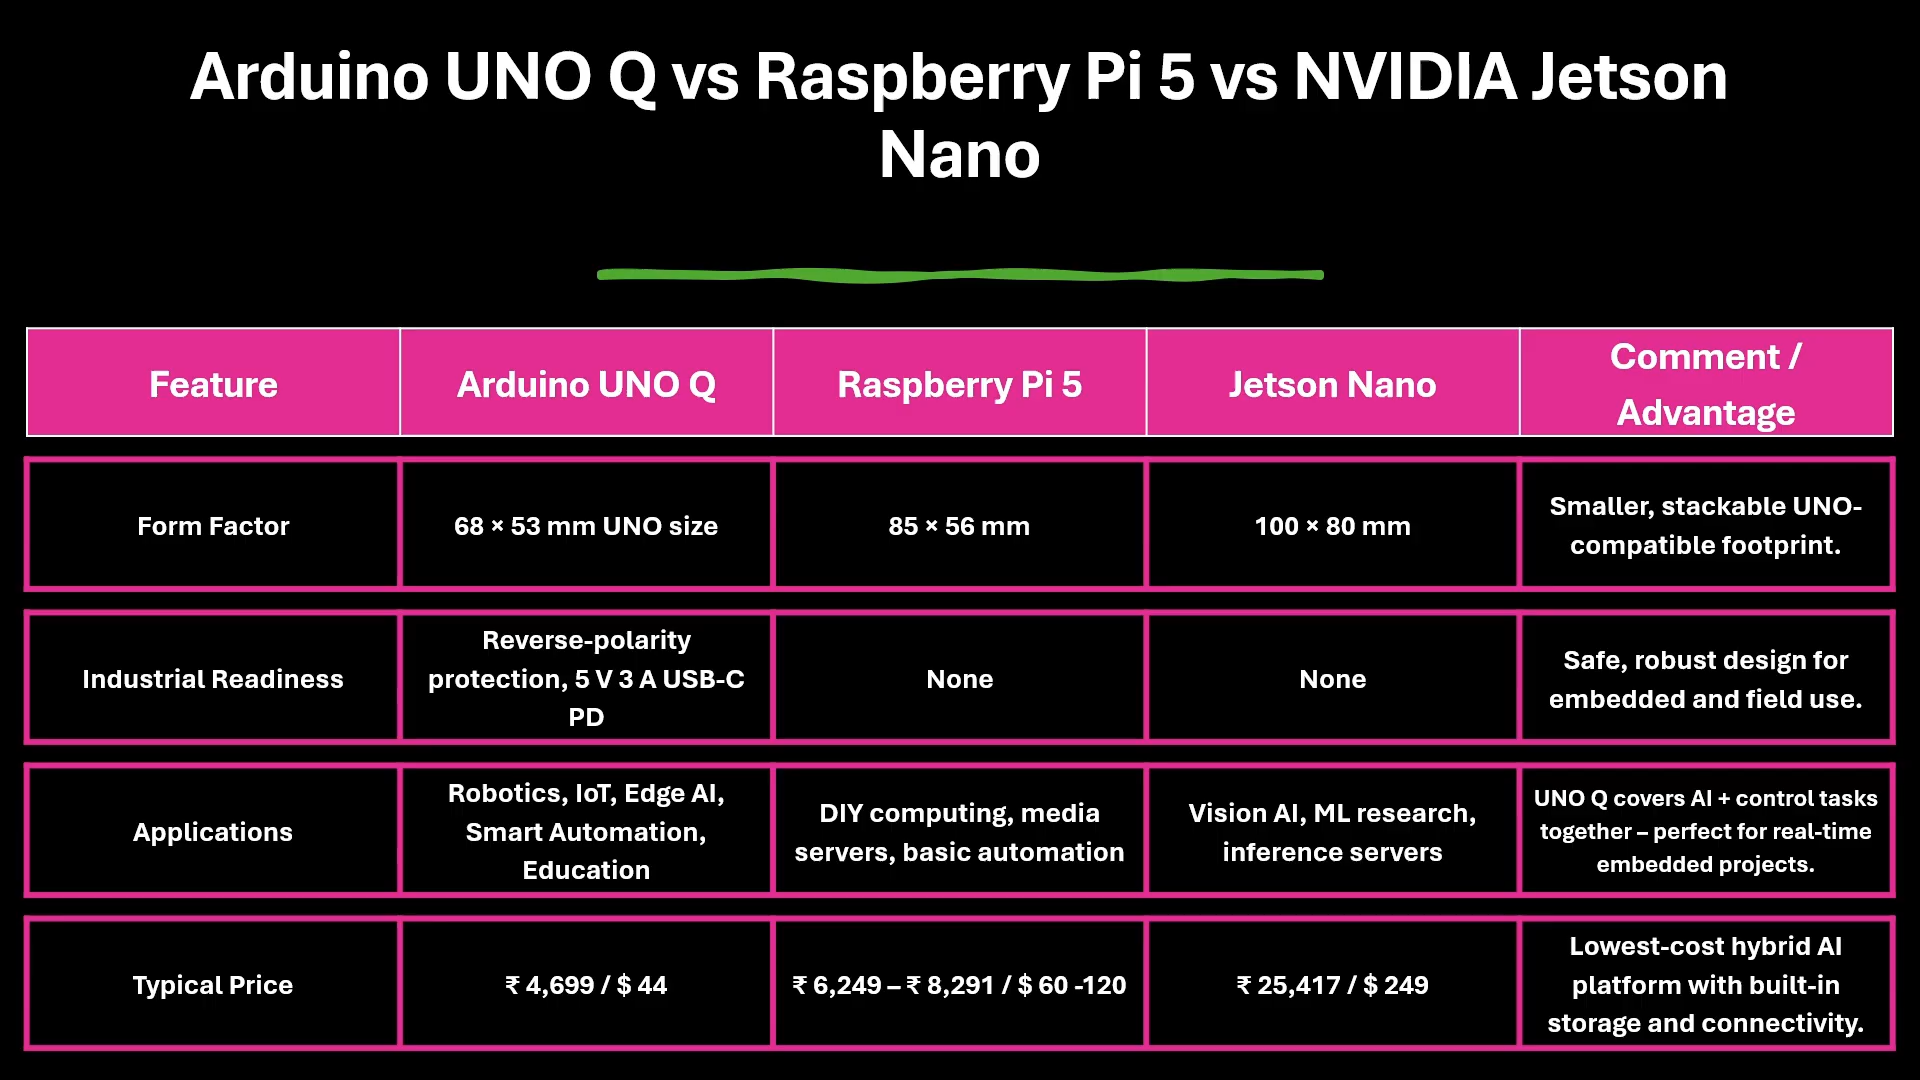 Arduino UNO Q vs Raspberry Pi 5 vs NVIDIA Jetson
Nano
Feature
Arduino UNO Q
Raspberry Pi 5
Jetson Nano
Comment /
Advantage
Form Factor
68 × 53 mm UNO size
85 × 56 mm
100 × 80 mm
Smaller, stackable UNO-
compatible footprint.
Industrial Readiness
Reverse-polarity
protection, 5 V 3 A USB-C
PD
None
None
Safe, robust design for
embedded and field use.
Applications
Robotics, IoT, Edge AI,
Smart Automation,
Education
DIY computing, media
servers, basic automation
Vision AI, ML research,
inference servers
UNO Q covers AI + control tasks
together – perfect for real-time
embedded projects.
Typical Price
₹ 4,699 / $ 44
₹ 6,249 – ₹ 8,291 / $ 60 -120
₹ 25,417 / $ 249
Lowest-cost hybrid AI
platform with built-in
storage and connectivity.